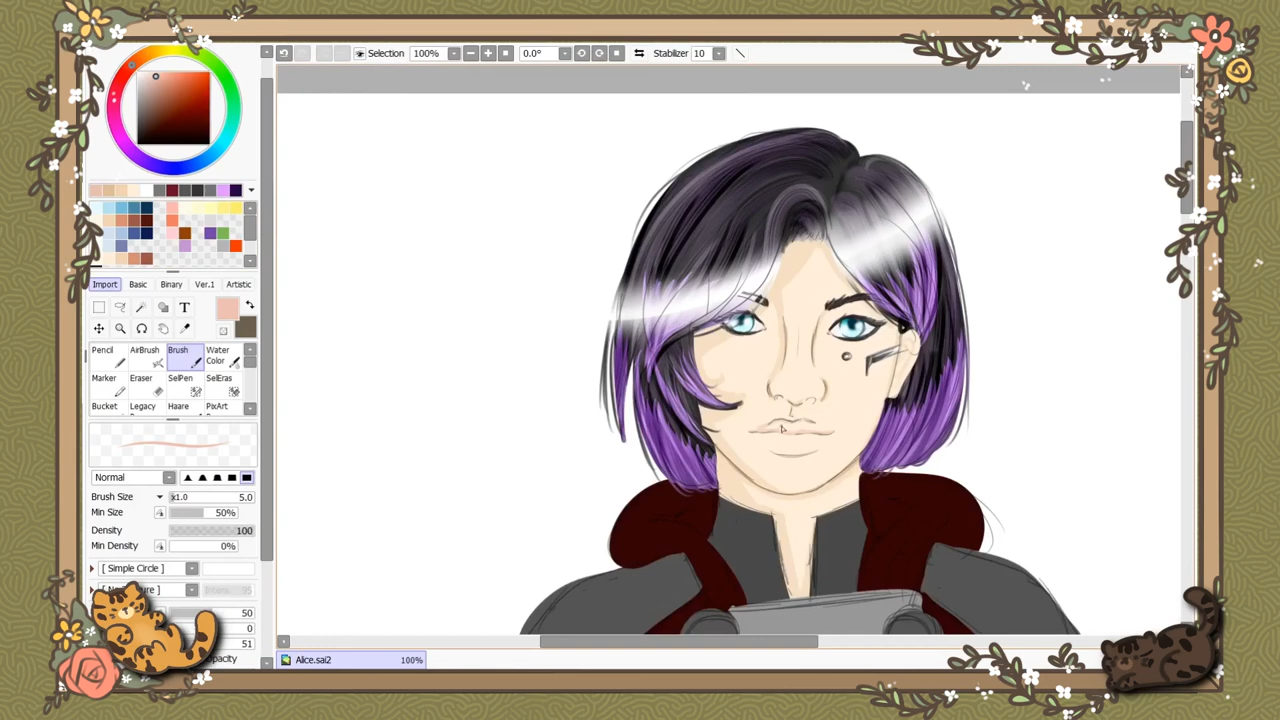 Selection 100% 0.0° Stabilizer 10
Import Basic Binary Ver.1 Artistic
T
Pencil AirBrush Brush Water Color
Marker Eraser SelPen SelEras
Bucket Legacy Haare PixArt
Normal
Brush Size x1.0 5.0
Min Size 50%
Density 100
Min Density 0%
[ Simple Circle ]
50
0
51
Alice.sai2 100%